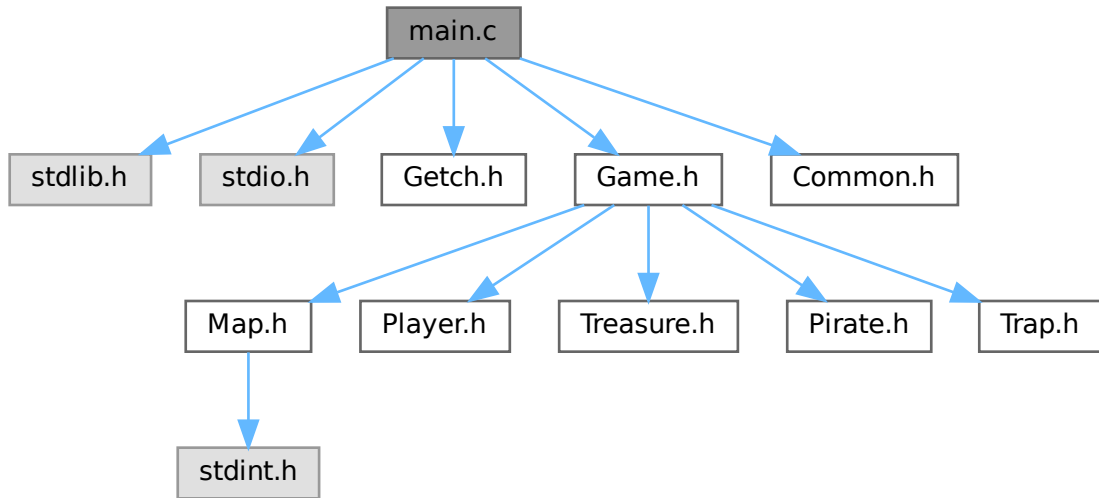 main.c
stdlib.h
stdio.h
Getch.h
Game.h
Common.h
Map.h
Player.h
Treasure.h
Pirate.h
Trap.h
stdint.h